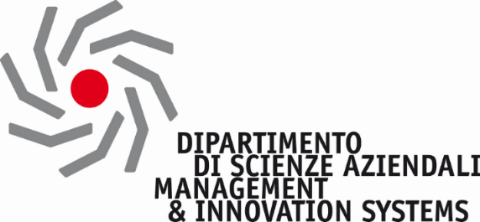 DIPARTIMENTO
DI SCIENZE AZIENDALI
MANAGEMENT
& INNOVATION SYSTEMS